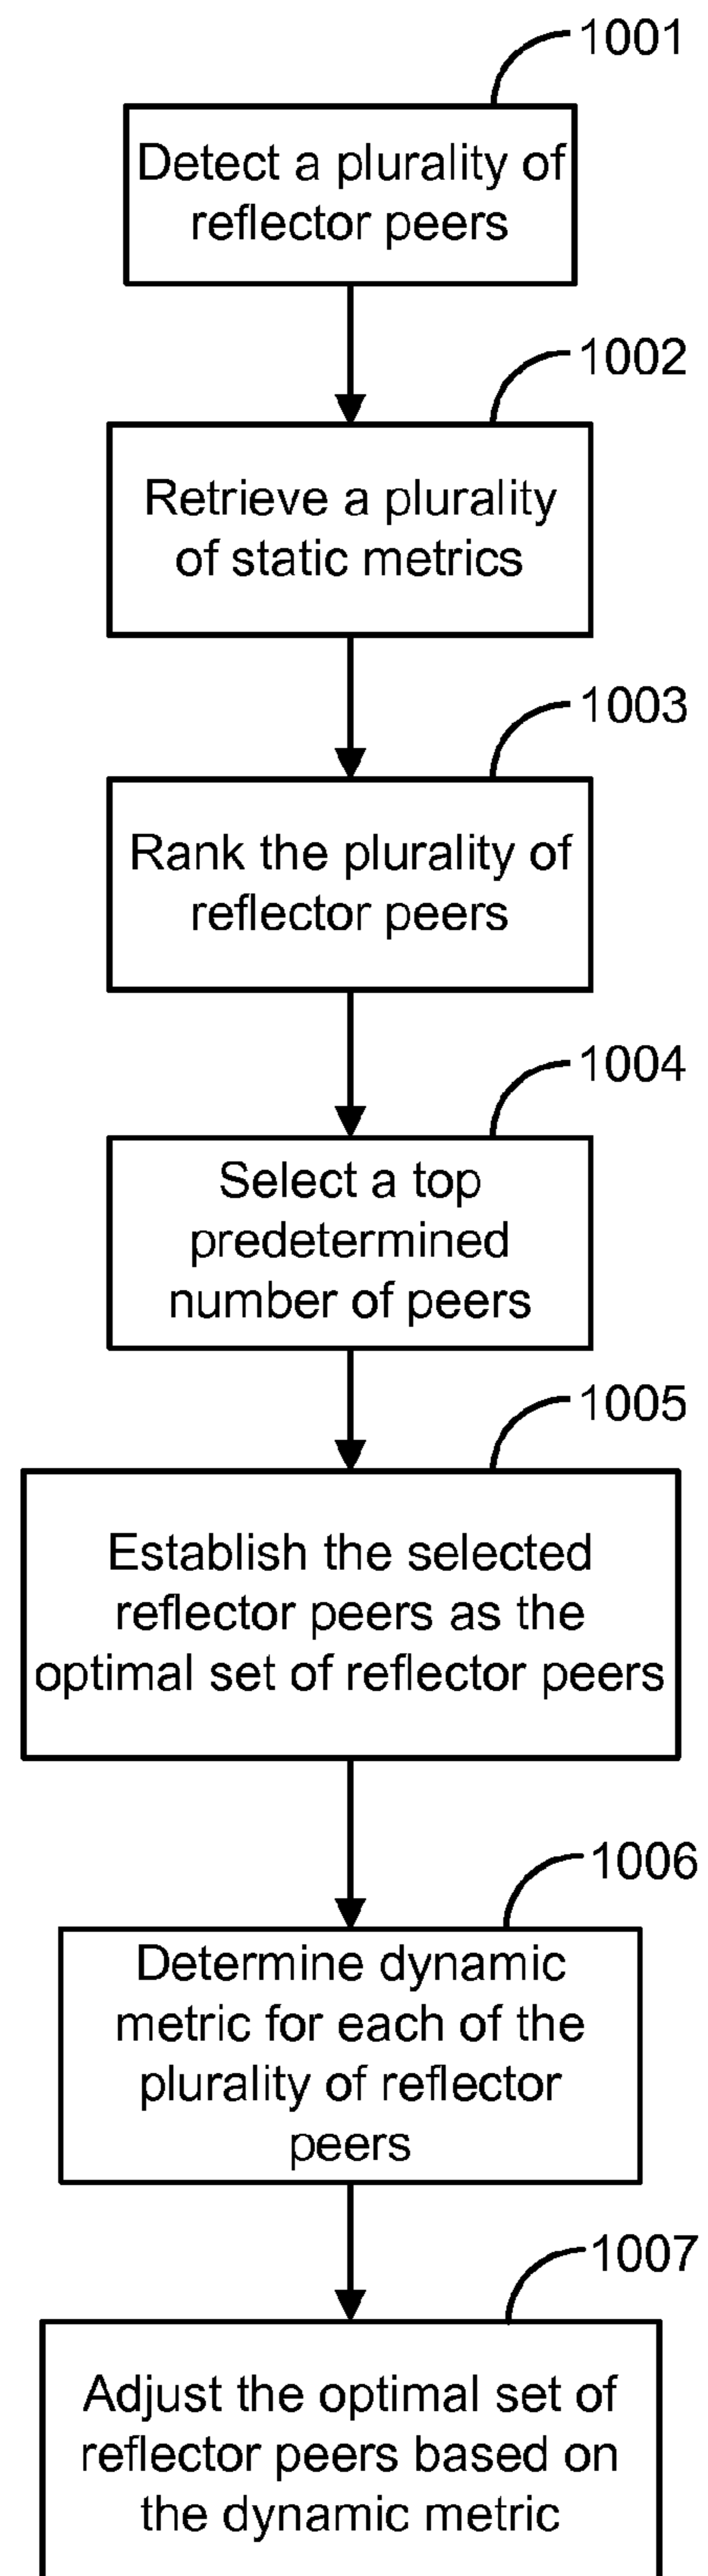 1001
Detect a plurality of
reflector peers
1002
Retrieve a plurality
of static metrics
1003
Rank the plurality of
reflector peers
1004
Select a top
predetermined
number of peers
1005
Establish the selected
reflector peers as the
optimal set of reflector peers
1006
Determine dynamic
metric for each of the
plurality of reflector
peers
1007
Adjust the optimal set of
reflector peers based on
the dynamic metric